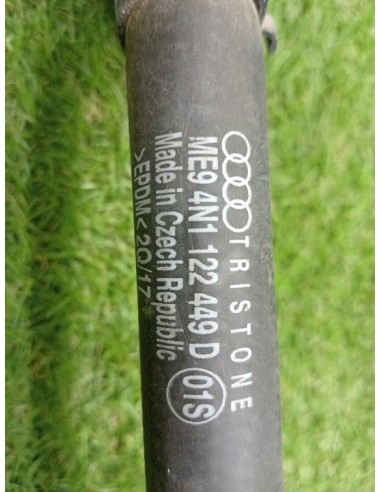 TRISTONE
ME9 4N1 122 449 D 01S
Made in Czech Republic
>EPDM< 20/17